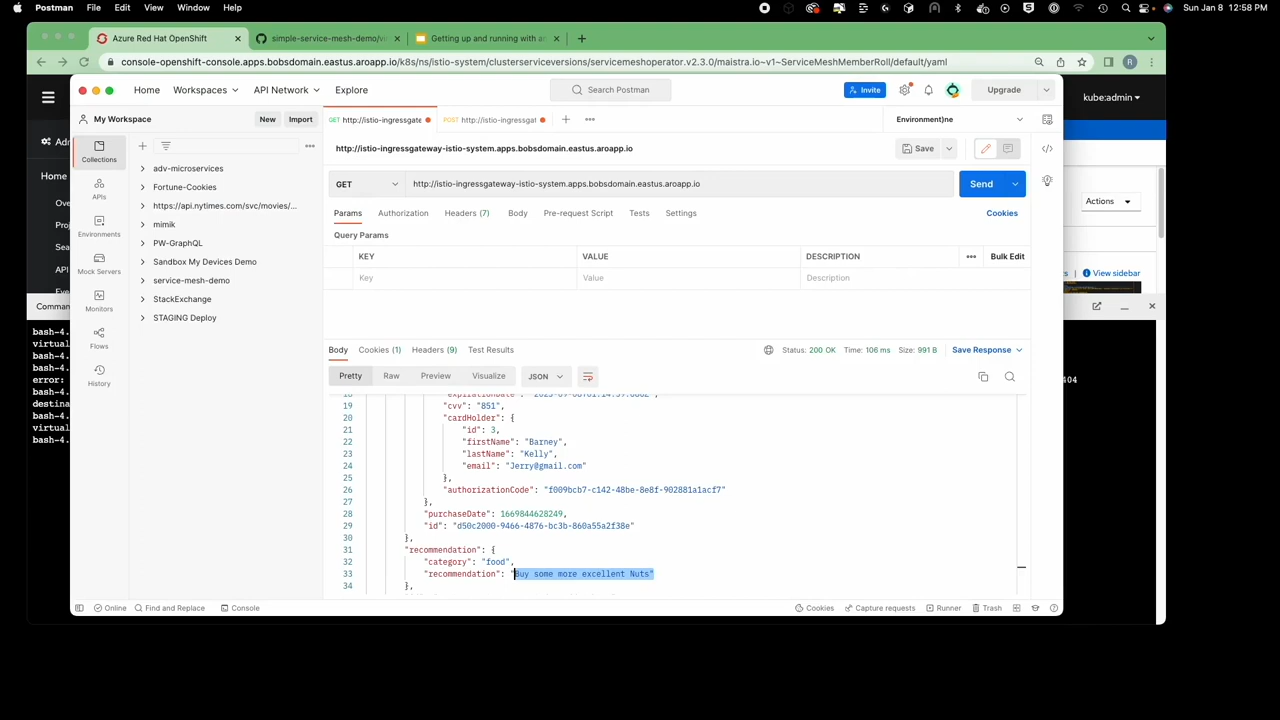 Postman File Edit View Window Help Sun Jan 8 12:58 PM
Azure Red Hat OpenShift simple-service-mesh-demo/vi Getting up and running with an
console-openshift-console.apps.bobsdomain.eastus.aroapp.io/k8s/ns/istio-system/clusterserviceversions/servicemeshoperator.v2.3.0/maistra.io~v1~ServiceMeshMemberRoll/default/yaml
Home Workspaces API Network Explore Search Postman Invite Upgrade
kube:admin
My Workspace New Import GET http://istio-ingressgate POST http://istio-ingressgat Environment)ne
Adm
Collections
APIs
Environments
Mock Servers
Monitors
Flows
History
adv-microservices
Fortune-Cookies
https://api.nytimes.com/svc/movies/...
mimik
PW-GraphQL
Sandbox My Devices Demo
service-mesh-demo
StackExchange
STAGING Deploy
http://istio-ingressgateway-istio-system.apps.bobsdomain.eastus.aroapp.io Save
GET http://istio-ingressgateway-istio-system.apps.bobsdomain.eastus.aroapp.io Send
Params Authorization Headers (7) Body Pre-request Script Tests Settings Cookies
Query Params
KEY VALUE DESCRIPTION Bulk Edit
Key Value Description
Body Cookies (1) Headers (9) Test Results Status: 200 OK Time: 106 ms Size: 991 B Save Response
Pretty Raw Preview Visualize JSON
19 "cvv": "851",
20 "cardHolder": {
21 "id": 3,
22 "firstName": "Barney",
23 "lastName": "Kelly",
24 "email": "Jerry@gmail.com"
25 },
26 "authorizationCode": "f009bcb7-c142-48be-8e8f-902881a1acf7"
27 },
28 "purchaseDate": 1669844628249,
29 "id": "d50c2000-9466-4876-bc3b-860a55a2f38e"
30 },
31 "recommendation": {
32 "category": "food",
33 "recommendation": "Buy some more excellent Nuts"
34 },
Online Find and Replace Console Cookies Capture requests Runner Trash
Home
Ove
Proj
Sea
API
Eve
Actions
View sidebar
Comman
bash-4.
virtual
bash-4.
bash-4.
error: 404
bash-4.
destina
bash-4.
virtual
bash-4.